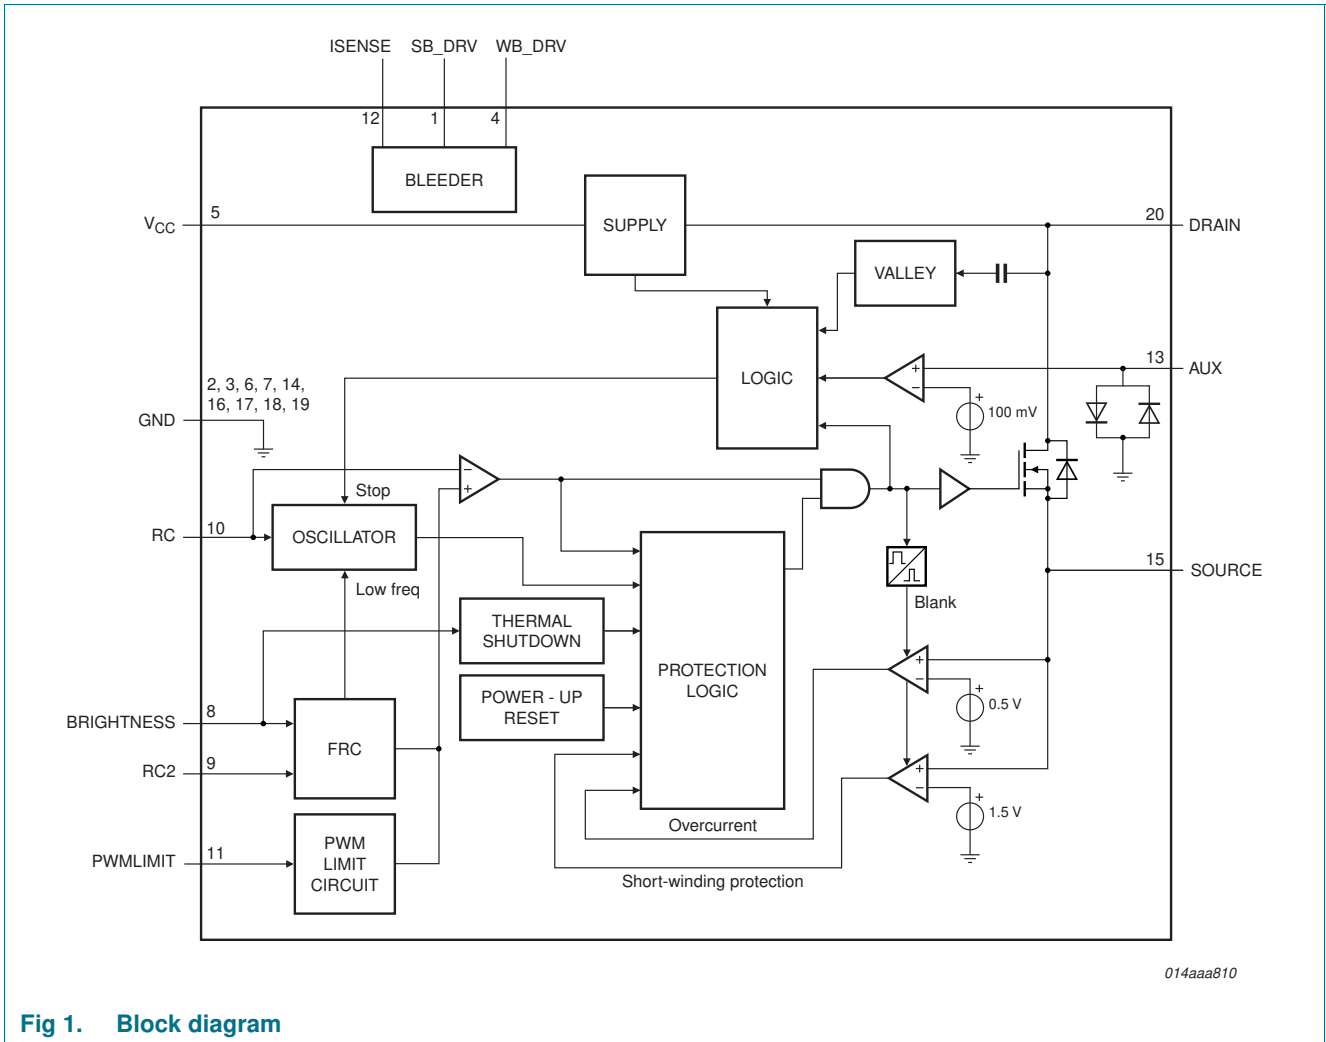 ISENSE SB_DRV WB_DRV
12 1 4
BLEEDER
VCC
5
SUPPLY
20
DRAIN
VALLEY
LOGIC
+
−
100 mV
13
AUX
2, 3, 6, 7, 14,
16, 17, 18, 19
GND
−
+
Stop
RC
10
OSCILLATOR
Low freq
15
SOURCE
Blank
THERMAL
SHUTDOWN
PROTECTION
LOGIC
POWER - UP
RESET
+
−
+
0.5 V
BRIGHTNESS
8
FRC
RC2
9
+
−
+
1.5 V
PWMLIMIT
11
PWM
LIMIT
CIRCUIT
Overcurrent
Short-winding protection
014aaa810
Fig 1. Block diagram